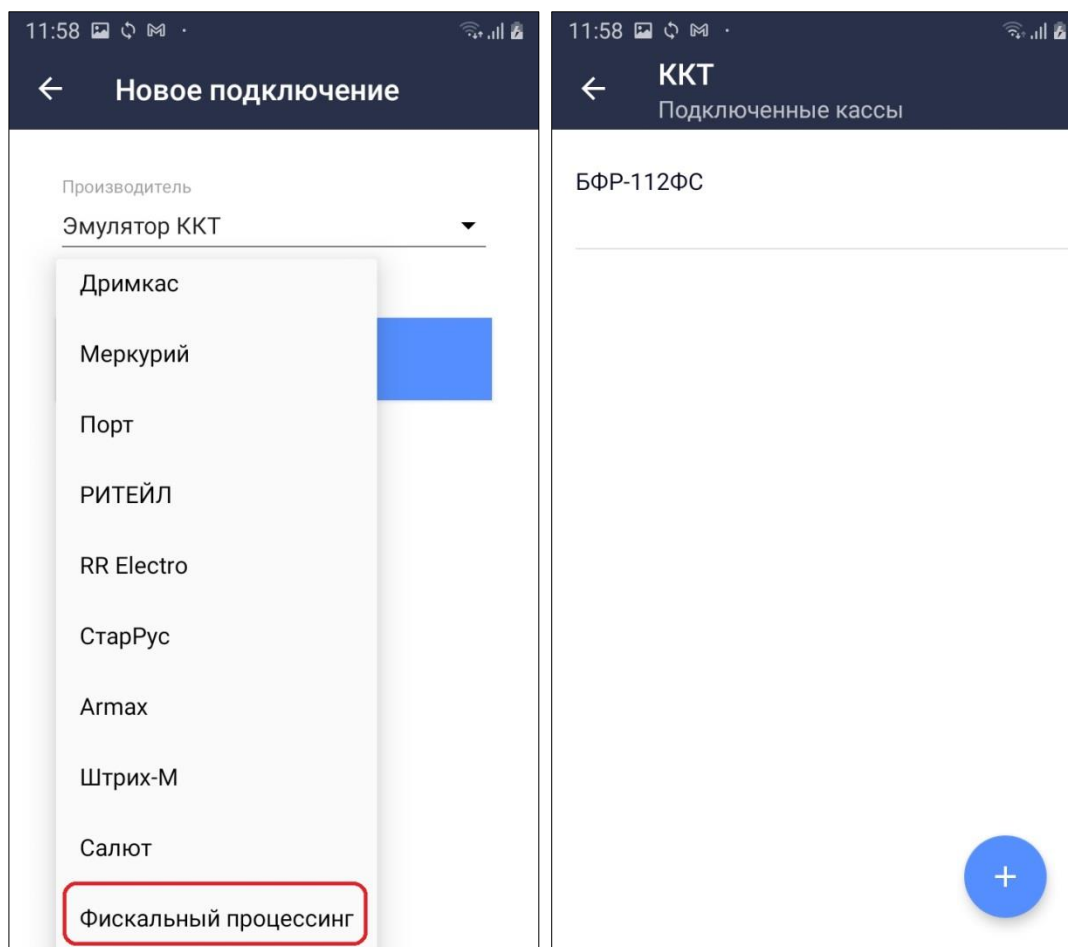 11:58
Новое подключение
Производитель
Эмулятор ККТ
Дримкас
Меркурий
Порт
РИТЕЙЛ
RR Electro
СтарРус
Armax
Штрих-М
Салют
Фискальный процессинг
11:58
ККТ
Подключенные кассы
БФР-112ФС